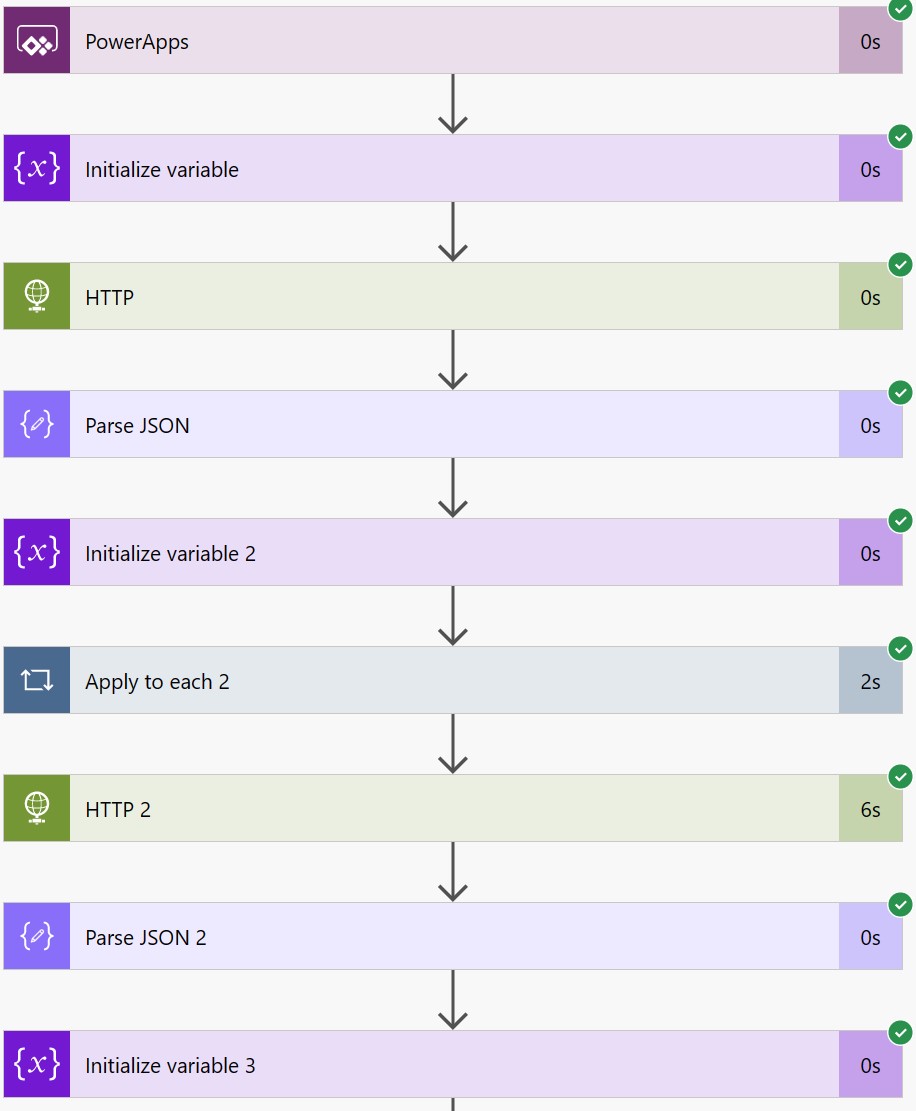 PowerApps 0s
{x} Initialize variable 0s
HTTP 0s
Parse JSON 0s
{x} Initialize variable 2 0s
Apply to each 2 2s
HTTP 2 6s
Parse JSON 2 0s
{x} Initialize variable 3 0s